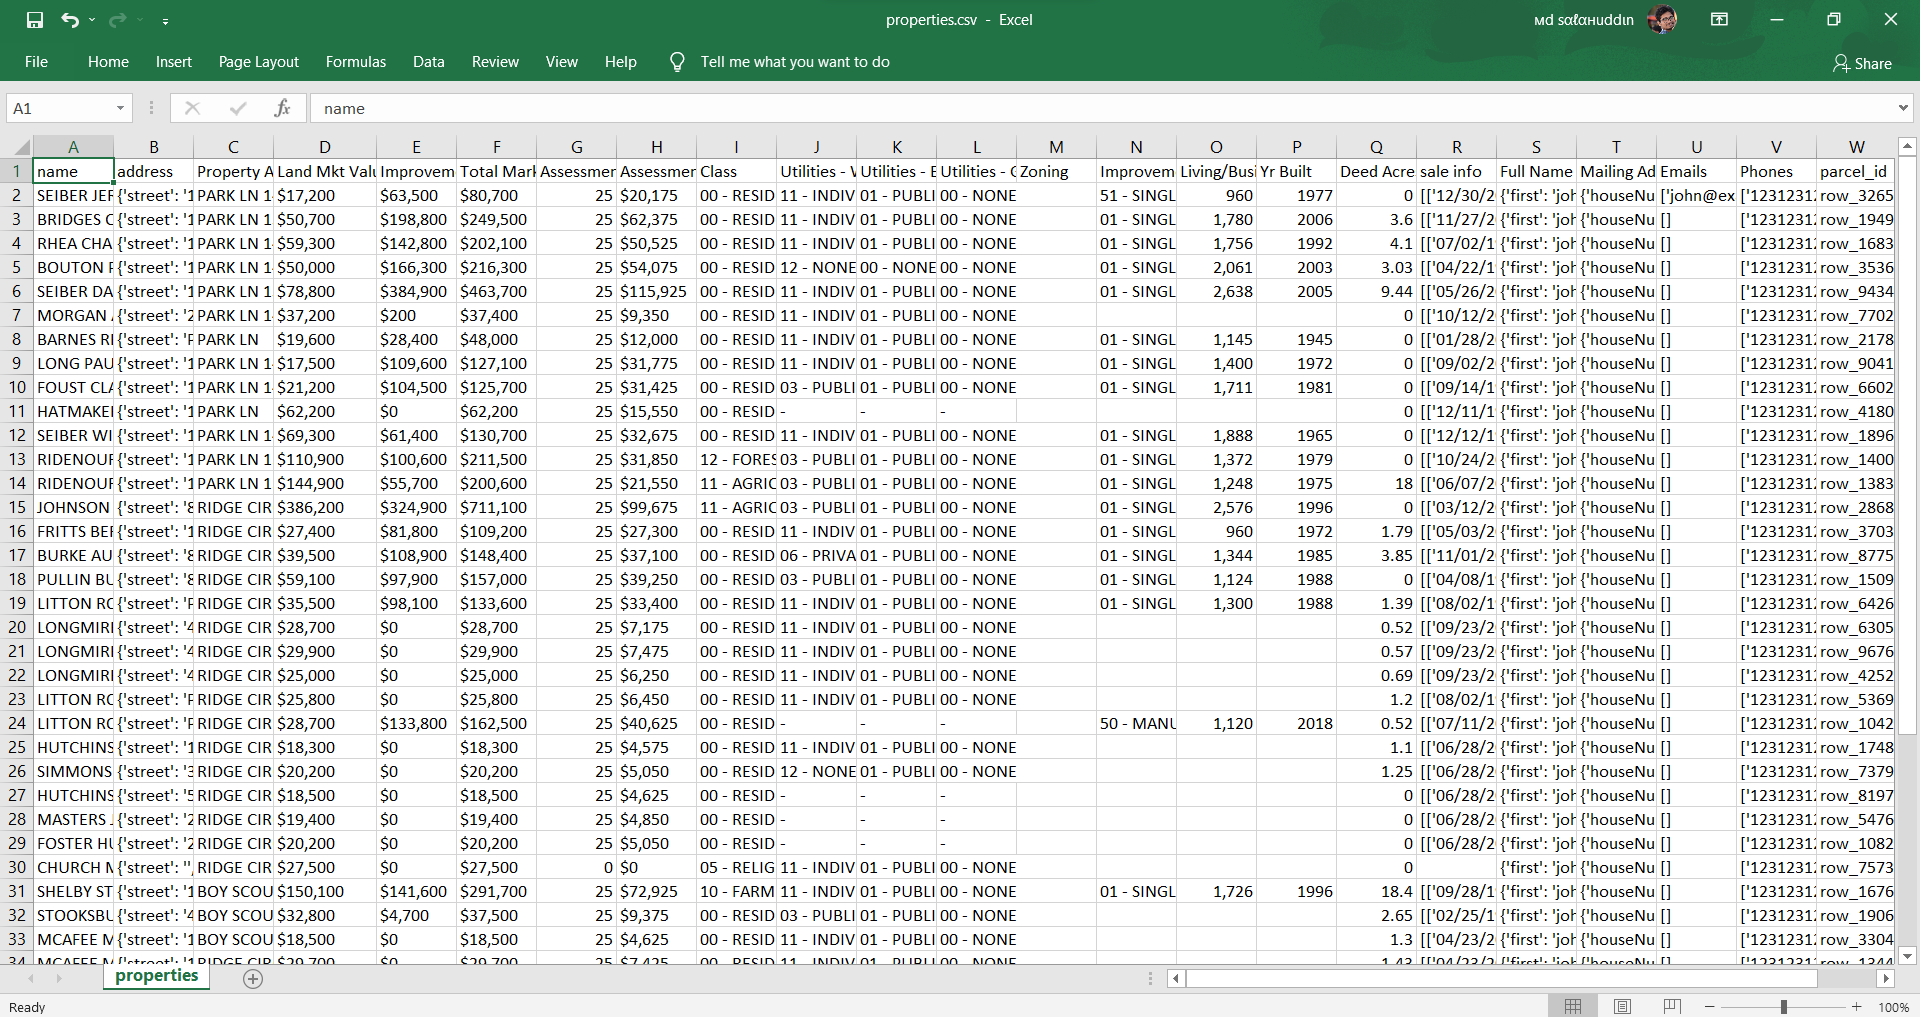 properties.csv - Excel
мd sαℓαнuddιn
File Home Insert Page Layout Formulas Data Review View Help Tell me what you want to do Share
A1 fx name
A B C D E F G H I J K L M N O P Q R S T U V W
1 name address Property A Land Mkt Valu Improvem Total Mark Assessmen Assessmen Class Utilities - V Utilities - E Utilities - G Zoning Improvem Living/Busi Yr Built Deed Acre sale info Full Name Mailing Ad Emails Phones parcel_id
2 SEIBER JEF {'street': '1 PARK LN 1 $17,200 $63,500 $80,700 25 $20,175 00 - RESID 11 - INDIV 01 - PUBLI 00 - NONE 51 - SINGL 960 1977 0 [['12/30/2 {'first': 'joh {'houseNu ['john@ex ['1231231 row_3265
3 BRIDGES C {'street': '1 PARK LN 1 $50,700 $198,800 $249,500 25 $62,375 00 - RESID 11 - INDIV 01 - PUBLI 00 - NONE 01 - SINGL 1,780 2006 3.6 [['11/27/2 {'first': 'joh {'houseNu [] ['1231231 row_1949
4 RHEA CHA {'street': '1 PARK LN 1 $59,300 $142,800 $202,100 25 $50,525 00 - RESID 11 - INDIV 01 - PUBLI 00 - NONE 01 - SINGL 1,756 1992 4.1 [['07/02/1 {'first': 'joh {'houseNu [] ['1231231 row_1683
5 BOUTON F {'street': '1 PARK LN 1 $50,000 $166,300 $216,300 25 $54,075 00 - RESID 12 - NONE 00 - NONE 00 - NONE 01 - SINGL 2,061 2003 3.03 [['04/22/1 {'first': 'joh {'houseNu [] ['1231231 row_3536
6 SEIBER DA {'street': '1 PARK LN 1 $78,800 $384,900 $463,700 25 $115,925 00 - RESID 11 - INDIV 01 - PUBLI 00 - NONE 01 - SINGL 2,638 2005 9.44 [['05/26/2 {'first': 'joh {'houseNu [] ['1231231 row_9434
7 MORGAN {'street': '2 PARK LN 1 $37,200 $200 $37,400 25 $9,350 00 - RESID 11 - INDIV 01 - PUBLI 00 - NONE 0 [['10/12/2 {'first': 'joh {'houseNu [] ['1231231 row_7702
8 BARNES RI {'street': 'F PARK LN $19,600 $28,400 $48,000 25 $12,000 00 - RESID 11 - INDIV 01 - PUBLI 00 - NONE 01 - SINGL 1,145 1945 0 [['01/28/2 {'first': 'joh {'houseNu [] ['1231231 row_2178
9 LONG PAU {'street': '1 PARK LN 1 $17,500 $109,600 $127,100 25 $31,775 00 - RESID 11 - INDIV 01 - PUBLI 00 - NONE 01 - SINGL 1,400 1972 0 [['09/02/2 {'first': 'joh {'houseNu [] ['1231231 row_9041
10 FOUST CLA {'street': '1 PARK LN 1 $21,200 $104,500 $125,700 25 $31,425 00 - RESID 03 - PUBLI 01 - PUBLI 00 - NONE 01 - SINGL 1,711 1981 0 [['09/14/1 {'first': 'joh {'houseNu [] ['1231231 row_6602
11 HATMAKE {'street': '1 PARK LN $62,200 $0 $62,200 25 $15,550 00 - RESID - - - 0 [['12/11/1 {'first': 'joh {'houseNu [] ['1231231 row_4180
12 SEIBER WI {'street': '1 PARK LN 1 $69,300 $61,400 $130,700 25 $32,675 00 - RESID 11 - INDIV 01 - PUBLI 00 - NONE 01 - SINGL 1,888 1965 0 [['12/12/1 {'first': 'joh {'houseNu [] ['1231231 row_1896
13 RIDENOUF {'street': '1 PARK LN 1 $110,900 $100,600 $211,500 25 $31,850 12 - FORES 03 - PUBLI 01 - PUBLI 00 - NONE 01 - SINGL 1,372 1979 0 [['10/24/2 {'first': 'joh {'houseNu [] ['1231231 row_1400
14 RIDENOUF {'street': '1 PARK LN 1 $144,900 $55,700 $200,600 25 $21,550 11 - AGRIC 03 - PUBLI 01 - PUBLI 00 - NONE 01 - SINGL 1,248 1975 18 [['06/07/2 {'first': 'joh {'houseNu [] ['1231231 row_1383
15 JOHNSON {'street': '8 RIDGE CIR $386,200 $324,900 $711,100 25 $99,675 11 - AGRIC 03 - PUBLI 01 - PUBLI 00 - NONE 01 - SINGL 2,576 1996 0 [['03/12/2 {'first': 'joh {'houseNu [] ['1231231 row_2868
16 FRITTS BEF {'street': '1 RIDGE CIR $27,400 $81,800 $109,200 25 $27,300 00 - RESID 11 - INDIV 01 - PUBLI 00 - NONE 01 - SINGL 960 1972 1.79 [['05/03/2 {'first': 'joh {'houseNu [] ['1231231 row_3703
17 BURKE AU {'street': '8 RIDGE CIR $39,500 $108,900 $148,400 25 $37,100 00 - RESID 06 - PRIVA 01 - PUBLI 00 - NONE 01 - SINGL 1,344 1985 3.85 [['11/01/2 {'first': 'joh {'houseNu [] ['1231231 row_8775
18 PULLIN BU {'street': '8 RIDGE CIR $59,100 $97,900 $157,000 25 $39,250 00 - RESID 03 - PUBLI 01 - PUBLI 00 - NONE 01 - SINGL 1,124 1988 0 [['04/08/1 {'first': 'joh {'houseNu [] ['1231231 row_1509
19 LITTON RC {'street': 'F RIDGE CIR $35,500 $98,100 $133,600 25 $33,400 00 - RESID 11 - INDIV 01 - PUBLI 00 - NONE 01 - SINGL 1,300 1988 1.39 [['08/02/1 {'first': 'joh {'houseNu [] ['1231231 row_6426
20 LONGMIRI {'street': '4 RIDGE CIR $28,700 $0 $28,700 25 $7,175 00 - RESID 11 - INDIV 01 - PUBLI 00 - NONE 0.52 [['09/23/2 {'first': 'joh {'houseNu [] ['1231231 row_6305
21 LONGMIRI {'street': '4 RIDGE CIR $29,900 $0 $29,900 25 $7,475 00 - RESID 11 - INDIV 01 - PUBLI 00 - NONE 0.57 [['09/23/2 {'first': 'joh {'houseNu [] ['1231231 row_9676
22 LONGMIRI {'street': '4 RIDGE CIR $25,000 $0 $25,000 25 $6,250 00 - RESID 11 - INDIV 01 - PUBLI 00 - NONE 0.69 [['09/23/2 {'first': 'joh {'houseNu [] ['1231231 row_4252
23 LITTON RC {'street': 'F RIDGE CIR $25,800 $0 $25,800 25 $6,450 00 - RESID 11 - INDIV 01 - PUBLI 00 - NONE 1.2 [['08/02/1 {'first': 'joh {'houseNu [] ['1231231 row_5369
24 LITTON RC {'street': 'F RIDGE CIR $28,700 $133,800 $162,500 25 $40,625 00 - RESID - - - 50 - MANU 1,120 2018 0.52 [['07/11/2 {'first': 'joh {'houseNu [] ['1231231 row_1042
25 HUTCHINS {'street': '1 RIDGE CIR $18,300 $0 $18,300 25 $4,575 00 - RESID 11 - INDIV 01 - PUBLI 00 - NONE 1.1 [['06/28/2 {'first': 'joh {'houseNu [] ['1231231 row_1748
26 SIMMONS {'street': '3 RIDGE CIR $20,200 $0 $20,200 25 $5,050 00 - RESID 12 - NONE 01 - PUBLI 00 - NONE 1.25 [['06/28/2 {'first': 'joh {'houseNu [] ['1231231 row_7379
27 HUTCHINS {'street': '5 RIDGE CIR $18,500 $0 $18,500 25 $4,625 00 - RESID - - - 0 [['06/28/2 {'first': 'joh {'houseNu [] ['1231231 row_8197
28 MASTERS {'street': '2 RIDGE CIR $19,400 $0 $19,400 25 $4,850 00 - RESID - - - 0 [['06/28/2 {'first': 'joh {'houseNu [] ['1231231 row_5476
29 FOSTER HU {'street': '2 RIDGE CIR $20,200 $0 $20,200 25 $5,050 00 - RESID - - - 0 [['06/28/2 {'first': 'joh {'houseNu [] ['1231231 row_1082
30 CHURCH M {'street': '', RIDGE CIR $27,500 $0 $27,500 0 $0 05 - RELIG 11 - INDIV 01 - PUBLI 00 - NONE 0 {'first': 'joh {'houseNu [] ['1231231 row_7573
31 SHELBY ST {'street': '1 BOY SCOU $150,100 $141,600 $291,700 25 $72,925 10 - FARM 11 - INDIV 01 - PUBLI 00 - NONE 01 - SINGL 1,726 1996 18.4 [['09/28/1 {'first': 'joh {'houseNu [] ['1231231 row_1676
32 STOOKSBU {'street': '4 BOY SCOU $32,800 $4,700 $37,500 25 $9,375 00 - RESID 03 - PUBLI 01 - PUBLI 00 - NONE 2.65 [['02/25/1 {'first': 'joh {'houseNu [] ['1231231 row_1906
33 MCAFEE M {'street': '1 BOY SCOU $18,500 $0 $18,500 25 $4,625 00 - RESID 11 - INDIV 01 - PUBLI 00 - NONE 1.3 [['04/23/2 {'first': 'joh {'houseNu [] ['1231231 row_3304
properties
Ready 100%